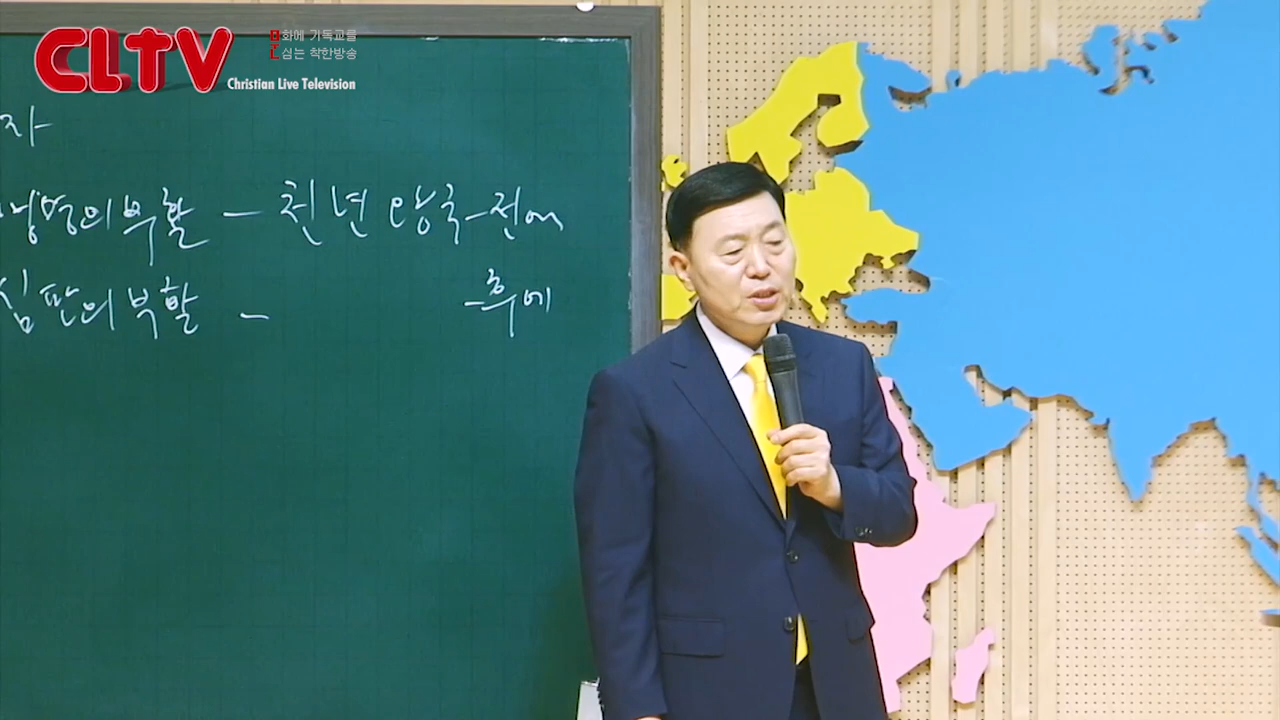 CLTV
문화에 기독교를
심는 착한방송
Christian Live Television
자
생명의 부활 – 천년 왕국 – 전에
심판의 부활 – – 후에